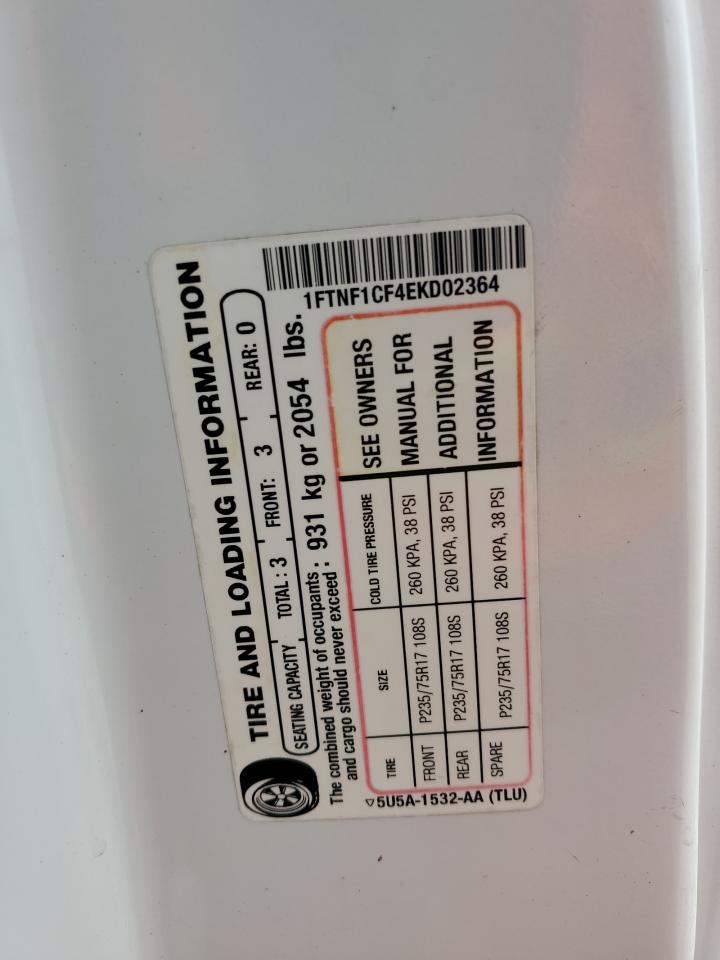 TIRE AND LOADING INFORMATION
SEATING CAPACITY TOTAL : 3 FRONT: 3 REAR: 0
The combined weight of occupants and cargo should never exceed : 931 kg or 2054 lbs.
1FTNF1CF4EKD02364
TIRE SIZE COLD TIRE PRESSURE
FRONT P235/75R17 108S 260 KPA, 38 PSI
REAR P235/75R17 108S 260 KPA, 38 PSI
SPARE P235/75R17 108S 260 KPA, 38 PSI
SEE OWNERS
MANUAL FOR
ADDITIONAL
INFORMATION
▽5U5A-1532-AA (TLU)